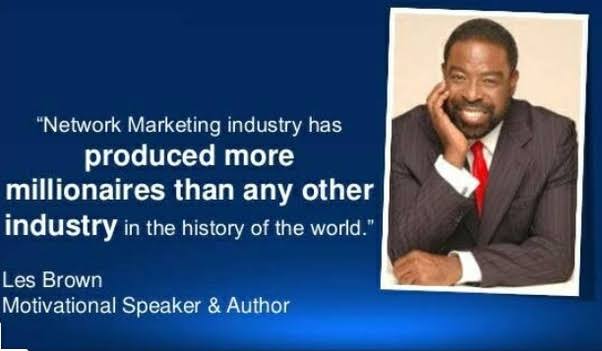 “Network Marketing industry has
produced more
millionaires than any other
industry in the history of the world.”
Les Brown
Motivational Speaker & Author